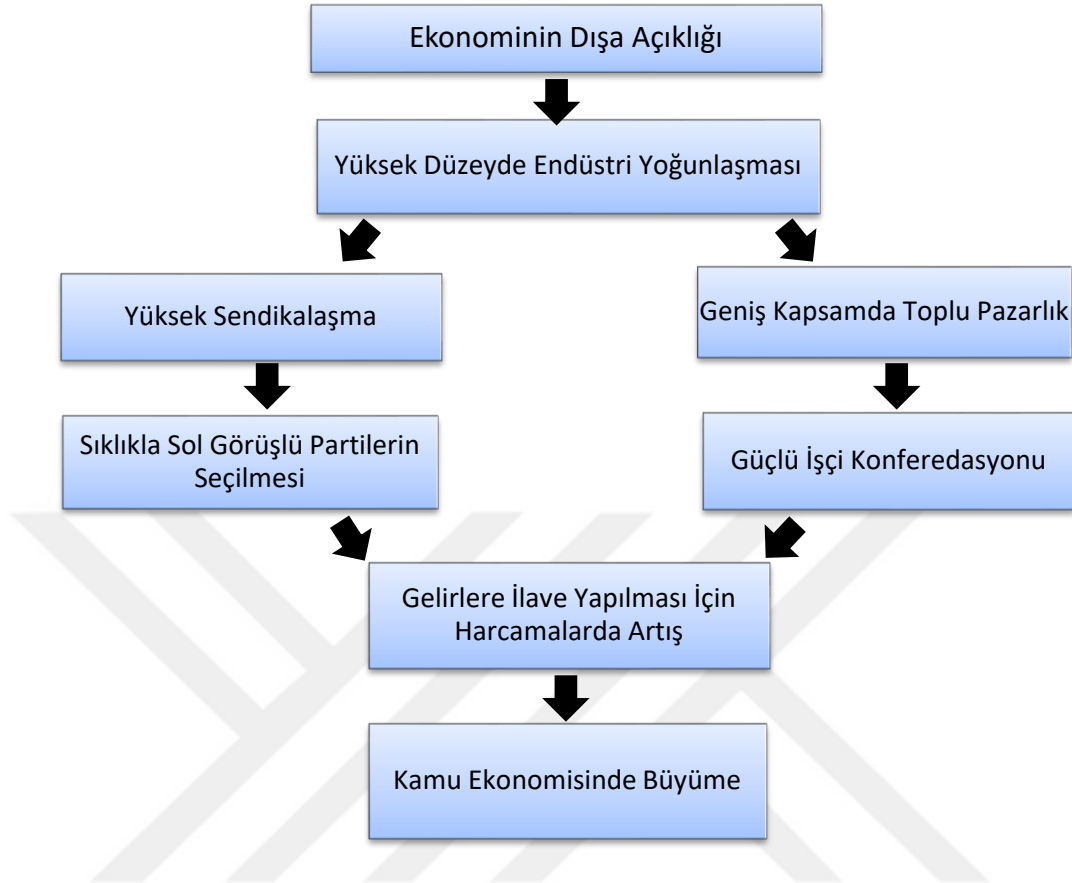 Ekonominin Dışa Açıklığı
Yüksek Düzeyde Endüstri Yoğunlaşması
Yüksek Sendikalaşma
Geniş Kapsamda Toplu Pazarlık
Sıklıkla Sol Görüşlü Partilerin
Seçilmesi
Güçlü İşçi Konferedasyonu
Gelirlere İlave Yapılması İçin
Harcamalarda Artış
Kamu Ekonomisinde Büyüme